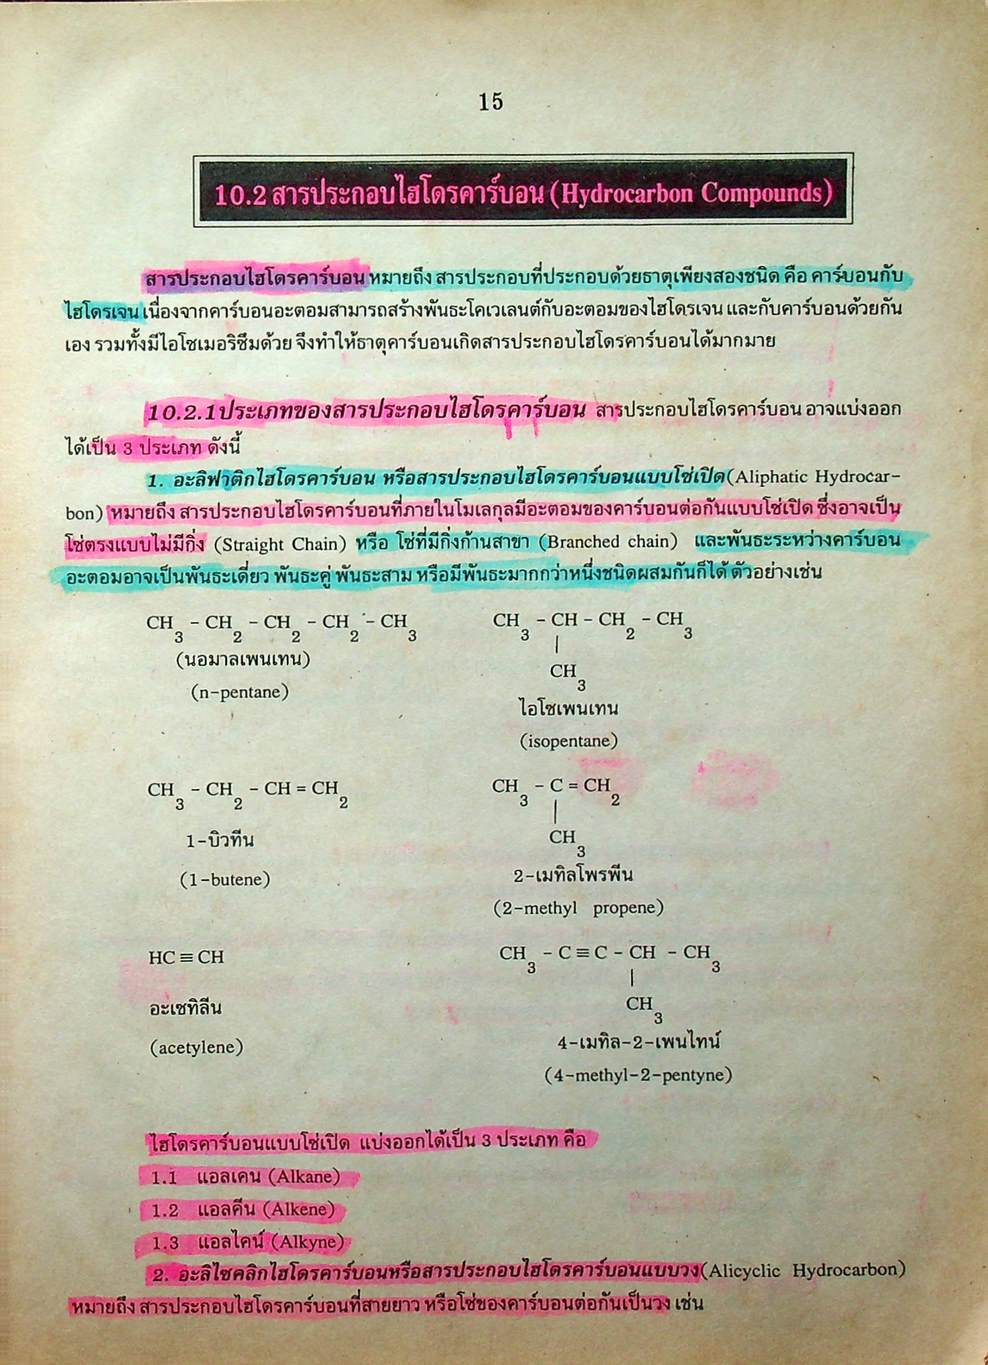 15
10.2 สารประกอบไฮโดรคาร์บอน (Hydrocarbon Compounds)
สารประกอบไฮโดรคาร์บอน หมายถึง สารประกอบที่ประกอบด้วยธาตุเพียงสองชนิด คือ คาร์บอนกับ
ไฮโดรเจน เนื่องจากคาร์บอนอะตอมสามารถสร้างพันธะโคเวเลนต์กับอะตอมของไฮโดรเจน และกับคาร์บอนด้วยกัน
เอง รวมทั้งมีไอโซเมอริซึมด้วย จึงทำให้ธาตุคาร์บอนเกิดสารประกอบไฮโดรคาร์บอนได้มากมาย
10.2.1 ประเภทของสารประกอบไฮโดรคาร์บอน สารประกอบไฮโดรคาร์บอน อาจแบ่งออก
ได้เป็น 3 ประเภท ดังนี้
1. อะลิฟาติกไฮโดรคาร์บอน หรือสารประกอบไฮโดรคาร์บอนแบบโซ่เปิด(Aliphatic Hydrocar-
bon) หมายถึง สารประกอบไฮโดรคาร์บอนที่ภายในโมเลกุลมีอะตอมของคาร์บอนต่อกันแบบโซ่เปิด ซึ่งอาจเป็น
โซ่ตรงแบบไม่มีกิ่ง (Straight Chain) หรือ โซ่ที่มีกิ่งก้านสาขา (Branched chain) และพันธะระหว่างคาร์บอน
อะตอมอาจเป็นพันธะเดี่ยว พันธะคู่ พันธะสาม หรือมีพันธะมากกว่าหนึ่งชนิดผสมกันก็ได้ ตัวอย่างเช่น
CH3 – CH2 – CH2 – CH2 – CH3
(นอมาลเพนเทน)
(n-pentane)
CH3 – CH – CH2 – CH3
|
CH3
ไอโซเพนเทน
(isopentane)
CH3 – CH2 – CH = CH2
1-บิวทีน
(1-butene)
CH3 – C = CH2
|
CH3
2-เมทิลโพรพีน
(2-methyl propene)
HC ≡ CH
อะเซทิลีน
(acetylene)
CH3 – C ≡ C – CH – CH3
|
CH3
4-เมทิล-2-เพนไทน์
(4-methyl-2-pentyne)
ไฮโดรคาร์บอนแบบโซ่เปิด แบ่งออกได้เป็น 3 ประเภท คือ
1.1 แอลเคน (Alkane)
1.2 แอลคีน (Alkene)
1.3 แอลไคน์ (Alkyne)
2. อะลิไซคลิกไฮโดรคาร์บอนหรือสารประกอบไฮโดรคาร์บอนแบบวง(Alicyclic Hydrocarbon)
หมายถึง สารประกอบไฮโดรคาร์บอนที่สายยาว หรือโซ่ของคาร์บอนต่อกันเป็นวง เช่น